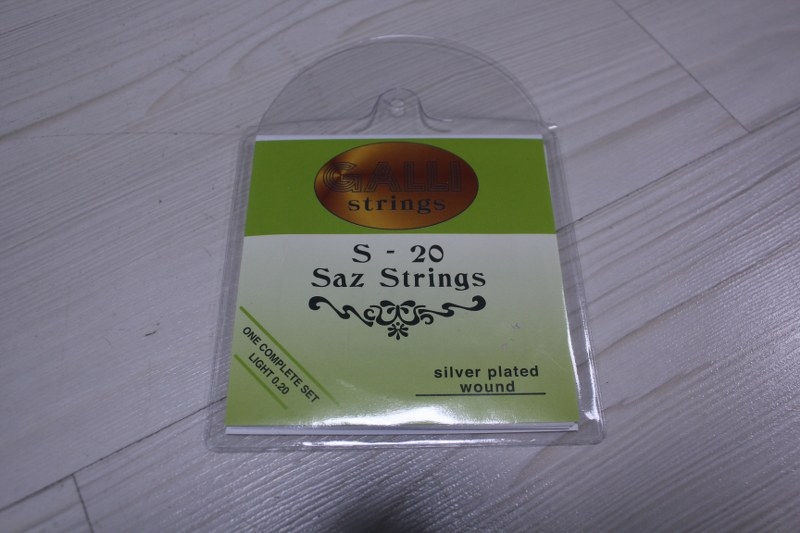 GALLI
strings
S - 20
Saz Strings
ONE COMPLETE SET
LIGHT 0.20
silver plated
wound